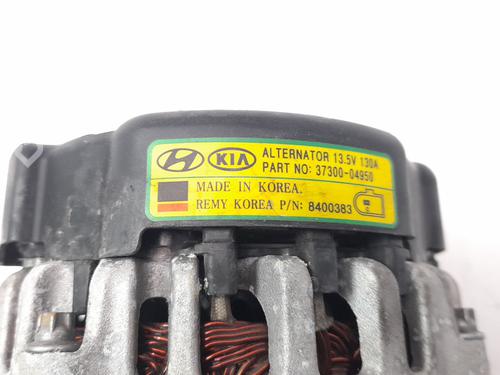 KIA ALTERNATOR 13.5V 130A
PART NO: 37300-04950
MADE IN KOREA.
REMY KOREA P/N: 8400383